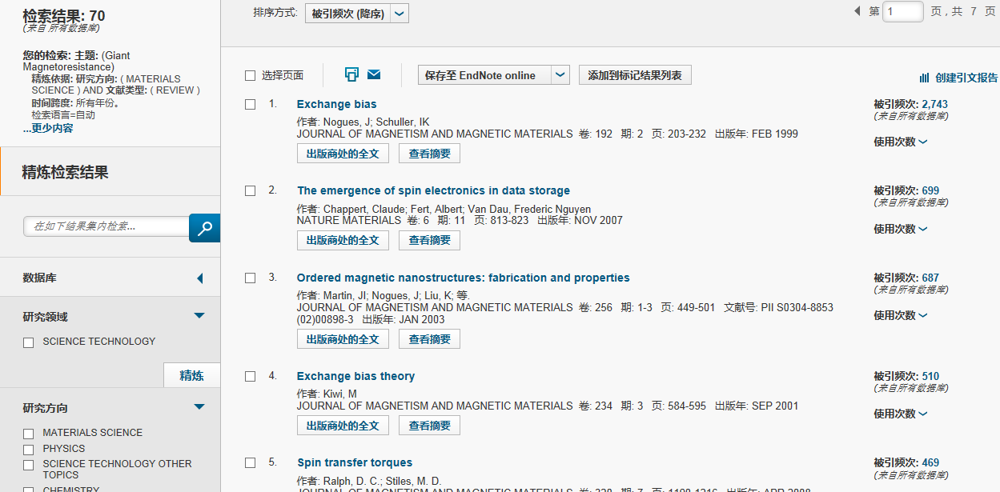 检索结果: 70
(来自 所有数据库)
您的检索: 主题: (Giant
Magnetoresistance)
精炼依据: 研究方向: ( MATERIALS
SCIENCE ) AND 文献类型: ( REVIEW )
时间跨度: 所有年份。
检索语言=自动
...更少内容
精炼检索结果
在如下结果集内检索...
数据库
研究领域
SCIENCE TECHNOLOGY
精炼
研究方向
MATERIALS SCIENCE
PHYSICS
SCIENCE TECHNOLOGY OTHER
TOPICS
CHEMISTRY
排序方式: 被引频次 (降序)
第 1 页 , 共 7 页
选择页面
保存至 EndNote online
添加到标记结果列表
创建引文报告
1. Exchange bias
作者: Nogues, J; Schuller, IK
JOURNAL OF MAGNETISM AND MAGNETIC MATERIALS 卷: 192 期: 2 页: 203-232 出版年: FEB 1999
出版商处的全文 查看摘要
被引频次: 2,743
(来自所有数据库)
使用次数
2. The emergence of spin electronics in data storage
作者: Chappert, Claude; Fert, Albert; Van Dau, Frederic Nguyen
NATURE MATERIALS 卷: 6 期: 11 页: 813-823 出版年: NOV 2007
出版商处的全文 查看摘要
被引频次: 699
(来自所有数据库)
使用次数
3. Ordered magnetic nanostructures: fabrication and properties
作者: Martin, JI; Nogues, J; Liu, K; 等.
JOURNAL OF MAGNETISM AND MAGNETIC MATERIALS 卷: 256 期: 1-3 页: 449-501 文献号: PII S0304-8853
(02)00898-3 出版年: JAN 2003
出版商处的全文 查看摘要
被引频次: 687
(来自所有数据库)
使用次数
4. Exchange bias theory
作者: Kiwi, M
JOURNAL OF MAGNETISM AND MAGNETIC MATERIALS 卷: 234 期: 3 页: 584-595 出版年: SEP 2001
出版商处的全文 查看摘要
被引频次: 510
(来自所有数据库)
使用次数
5. Spin transfer torques
作者: Ralph, D. C.; Stiles, M. D.
JOURNAL OF MAGNETISM AND MAGNETIC MATERIALS 卷: 320 期: 7 页: 1190-1216 出版年: APR 2008
被引频次: 469
(来自所有数据库)